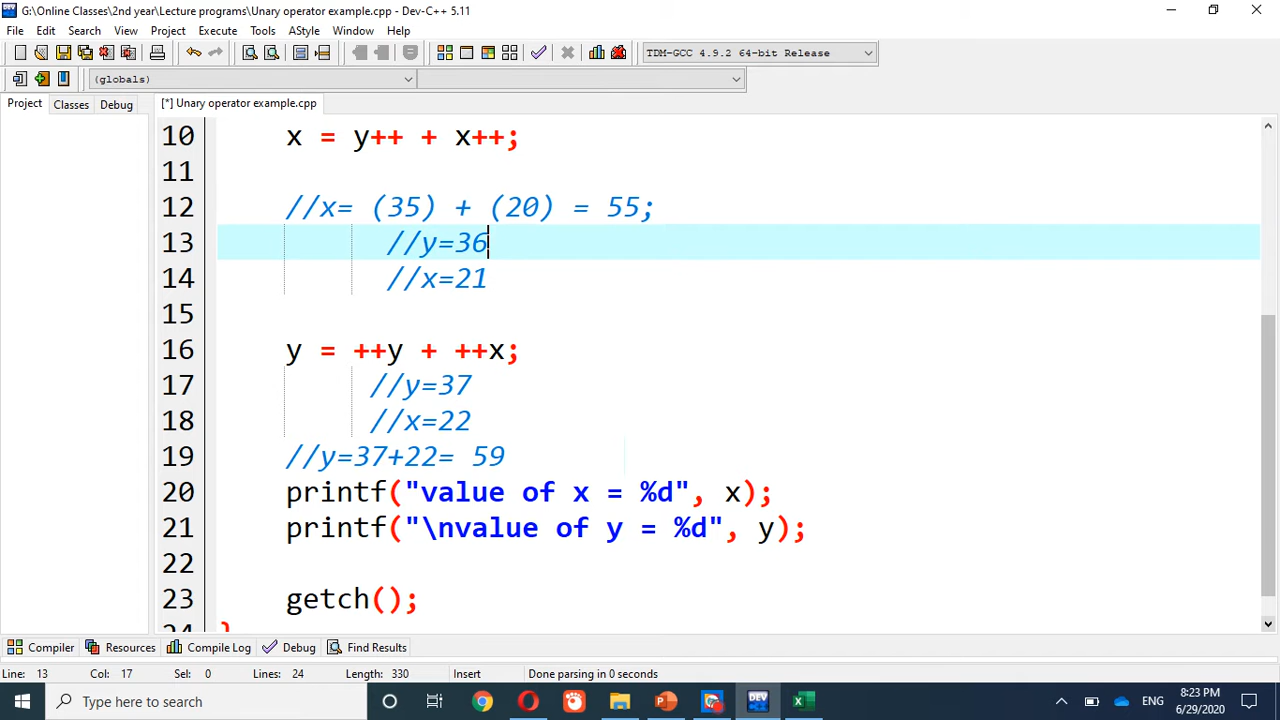 G:\Online Classes\2nd year\Lecture programs\Unary operator example.cpp - Dev-C++ 5.11
File Edit Search View Project Execute Tools AStyle Window Help
TDM-GCC 4.9.2 64-bit Release
(globals)
Project Classes Debug [*] Unary operator example.cpp
10 x = y++ + x++;
11
12 //x= (35) + (20) = 55;
13 //y=36
14 //x=21
15
16 y = ++y + ++x;
17 //y=37
18 //x=22
19 //y=37+22= 59
20 printf("value of x = %d", x);
21 printf("\nvalue of y = %d", y);
22
23 getch();
24 }
Compiler Resources Compile Log Debug Find Results
Line: 13 Col: 17 Sel: 0 Lines: 24 Length: 330 Insert Done parsing in 0 seconds
Type here to search
DEV
ENG
8:23 PM
6/29/2020